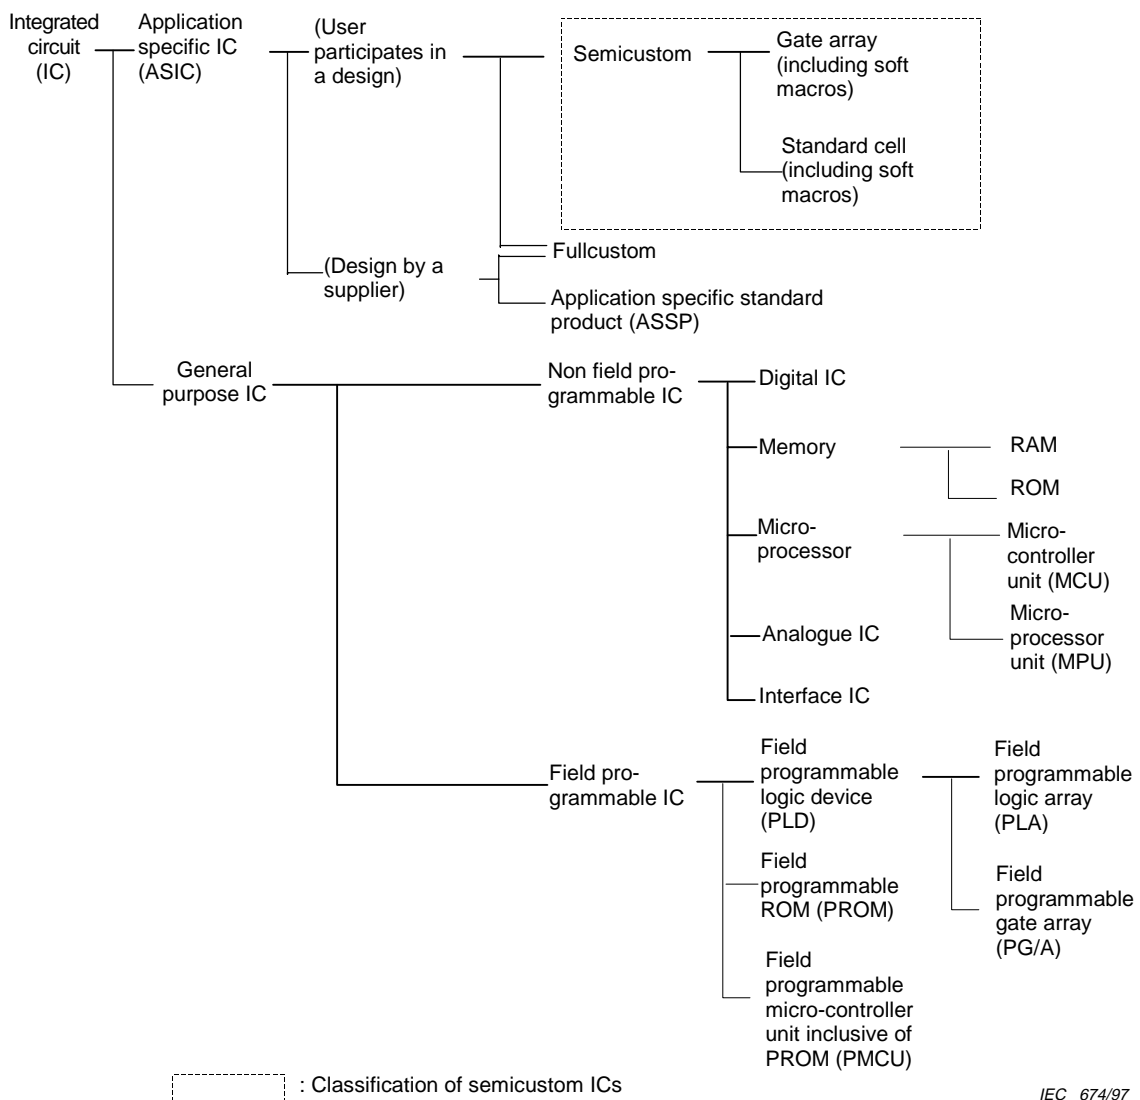 Integrated
circuit
(IC)
Application
specific IC
(ASIC)
(User
participates in
a design)
Semicustom
Gate array
(including soft
macros)
Standard cell
(including soft
macros)
Fullcustom
(Design by a
supplier)
Application specific standard
product (ASSP)
General
purpose IC
Non field pro-
grammable IC
Digital IC
Memory
RAM
ROM
Micro-
processor
Micro-
controller
unit (MCU)
Micro-
processor
unit (MPU)
Analogue IC
Interface IC
Field pro-
grammable IC
Field
programmable
logic device
(PLD)
Field
programmable
logic array
(PLA)
Field
programmable
gate array
(PG/A)
Field
programmable
ROM (PROM)
Field
programmable
micro-controller
unit inclusive of
PROM (PMCU)
: Classification of semicustom ICs
IEC 674/97